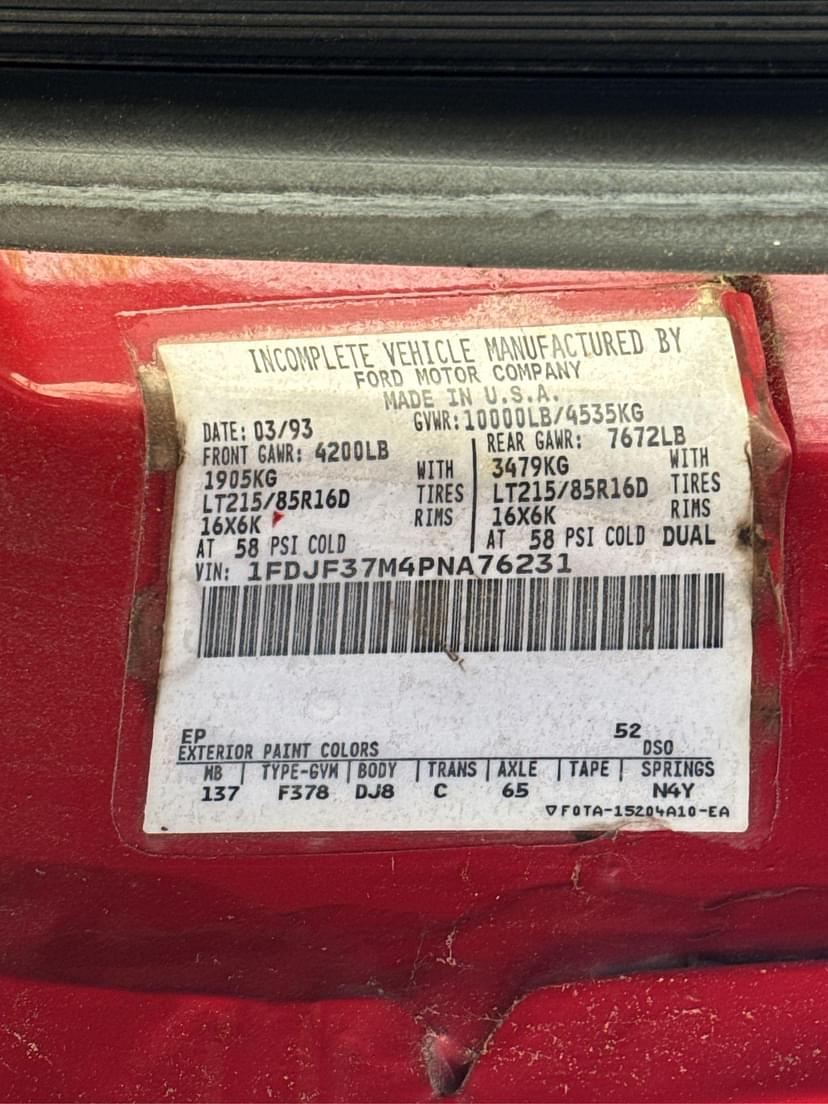 INCOMPLETE VEHICLE MANUFACTURED BY
FORD MOTOR COMPANY
MADE IN U.S.A.
DATE: 03/93 GVWR:10000LB/4535KG
FRONT GAWR: 4200LB REAR GAWR: 7672LB
1905KG WITH 3479KG WITH
LT215/85R16D TIRES LT215/85R16D TIRES
16X6K RIMS 16X6K RIMS
AT 58 PSI COLD AT 58 PSI COLD DUAL
VIN: 1FDJF37M4PNA76231
EP 52
EXTERIOR PAINT COLORS DSO
WB TYPE-GVW BODY TRANS AXLE TAPE SPRINGS
137 F378 DJ8 C 65 N4Y
F0TA-15204A10-EA